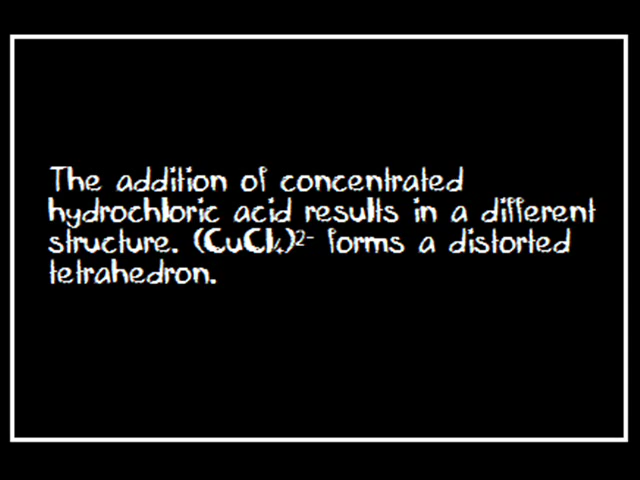 The addition of concentrated
hydrochloric acid results in a different
structure. (CuCl₄)²⁻ forms a distorted
tetrahedron.